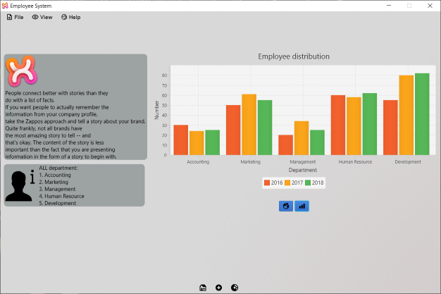 Employee System
File View Help
People connect better with stories than they
do with a list of facts.
If you want people to actually remember the
information from your company profile,
take the Zappos approach and tell a story about your brand.
Quite frankly, not all brands have
the most amazing story to tell -- and
that's okay. The content of the story is less
important than the fact that you are presenting
information in the form of a story to begin with.
ALL department:
1. Accounting
2. Marketing
3. Management
4. Human Resource
5. Development
Employee distribution
Number
80
70
60
50
40
30
20
10
0
Accounting Marketing Management Human Resource Development
Department
2016 2017 2018